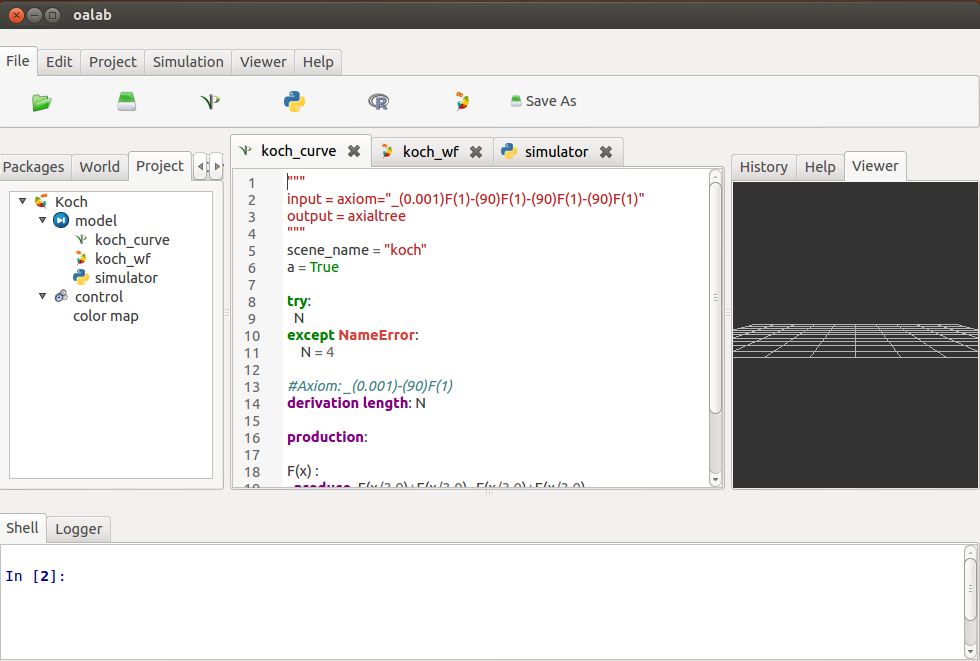 oalab
File Edit Project Simulation Viewer Help
Save As
Packages World Project
Koch
model
koch_curve
koch_wf
simulator
control
color map
koch_curve koch_wf simulator
1 """
2 input = axiom="_(0.001)F(1)-(90)F(1)-(90)F(1)-(90)F(1)"
3 output = axialtree
4 """
5 scene_name = "koch"
6 a = True
7
8 try:
9 N
10 except NameError:
11 N = 4
12
13 #Axiom: _(0.001)-(90)F(1)
14 derivation length: N
15
16 production:
17
18 F(x) :
19 produce
History Help Viewer
Shell Logger
In [2]: